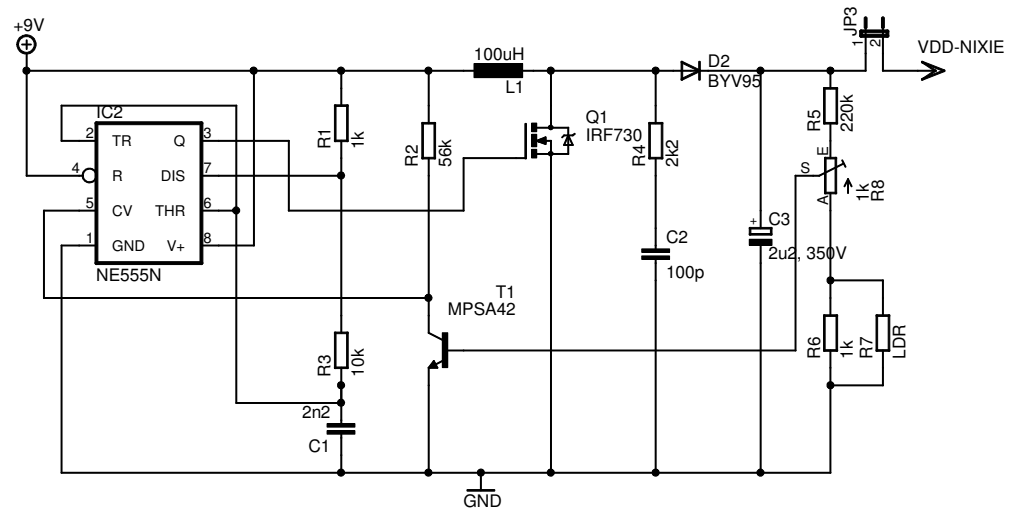 +9V
JP3
1 2
VDD-NIXIE
100uH
L1
D2
BYV95
IC2
2 TR Q 3
4 R DIS 7
5 CV THR 6
1 GND V+ 8
NE555N
R1
1k
R2
56k
Q1
IRF730
R4
2k2
R5
220k
S
E
A
1k
R8
C2
100p
+
C3
2u2, 350V
T1
MPSA42
R3
10k
R6
1k
R7
LDR
2n2
C1
GND